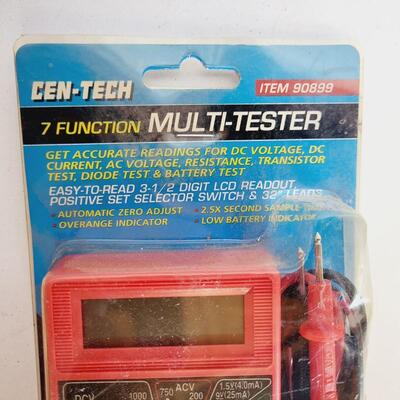 CEN-TECH
ITEM 90899
7 FUNCTION MULTI-TESTER
GET ACCURATE READINGS FOR DC VOLTAGE, DC
CURRENT, AC VOLTAGE, RESISTANCE, TRANSISTOR
TEST, DIODE TEST & BATTERY TEST
EASY-TO-READ 3-1/2 DIGIT LCD READOUT
POSITIVE SET SELECTOR SWITCH & 32" LEADS
• AUTOMATIC ZERO ADJUST • 2.5X SECOND SAMPLE
• OVERANGE INDICATOR • LOW BATTERY INDICATOR
DCV 1000 750 ACV 200 1.5V(4.0mA)
9V(25mA)